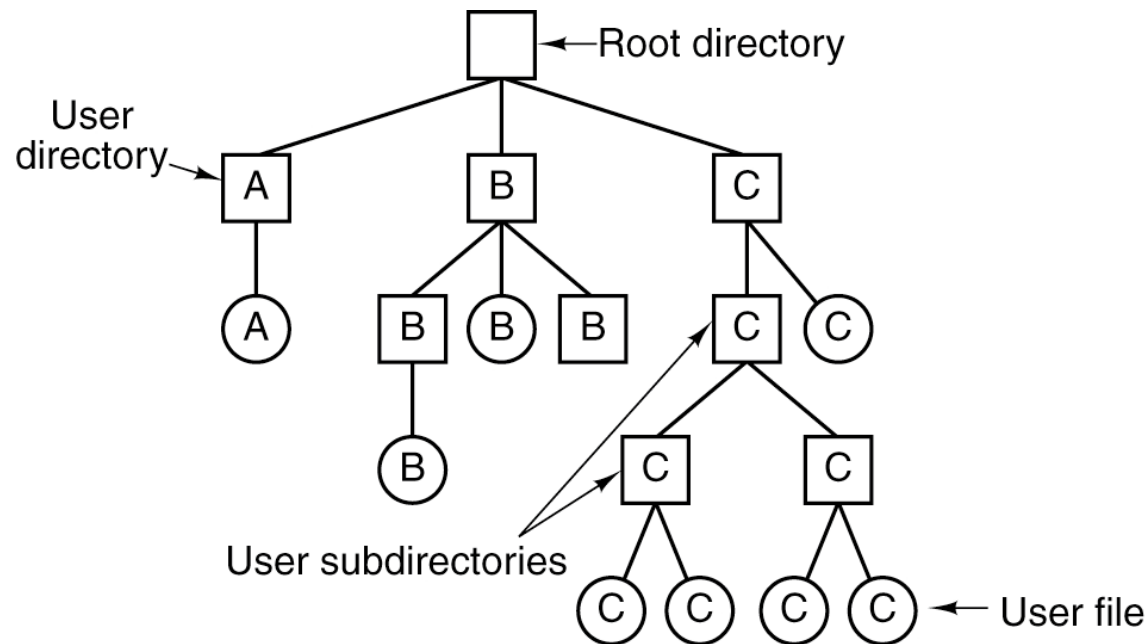 Root directory
User
directory
A
B
C
A
B
B
B
C
C
B
C
C
User subdirectories
C
C
C
C
User file